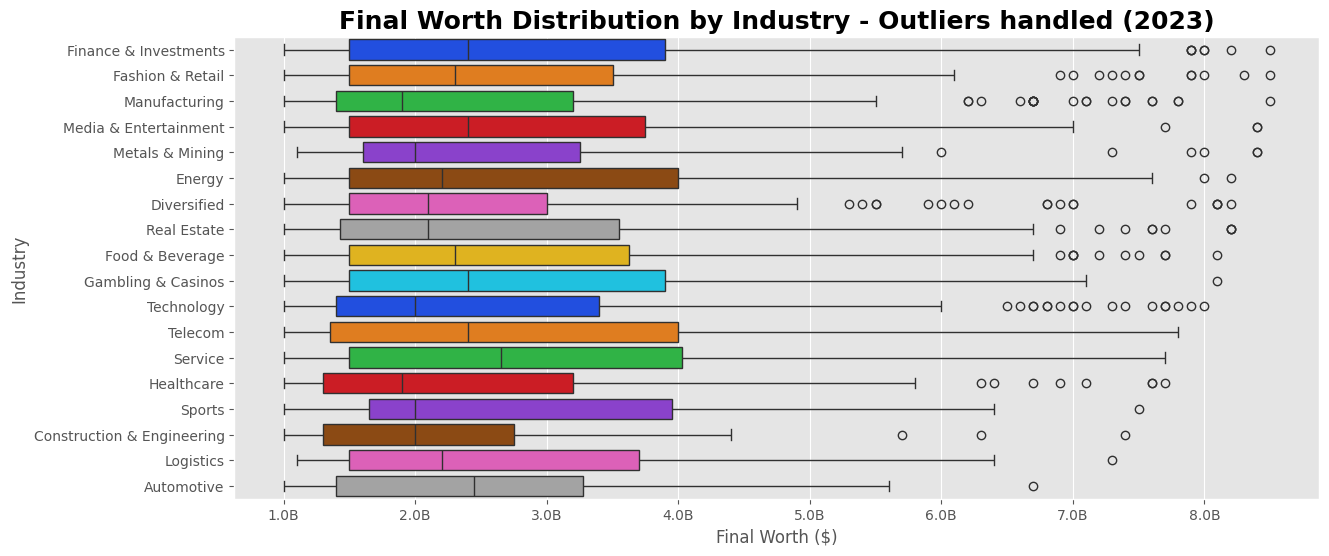 Final Worth Distribution by Industry - Outliers handled (2023)
Industry
Finance & Investments
Fashion & Retail
Manufacturing
Media & Entertainment
Metals & Mining
Energy
Diversified
Real Estate
Food & Beverage
Gambling & Casinos
Technology
Telecom
Service
Healthcare
Sports
Construction & Engineering
Logistics
Automotive
1.0B 2.0B 3.0B 4.0B 5.0B 6.0B 7.0B 8.0B
Final Worth ($)